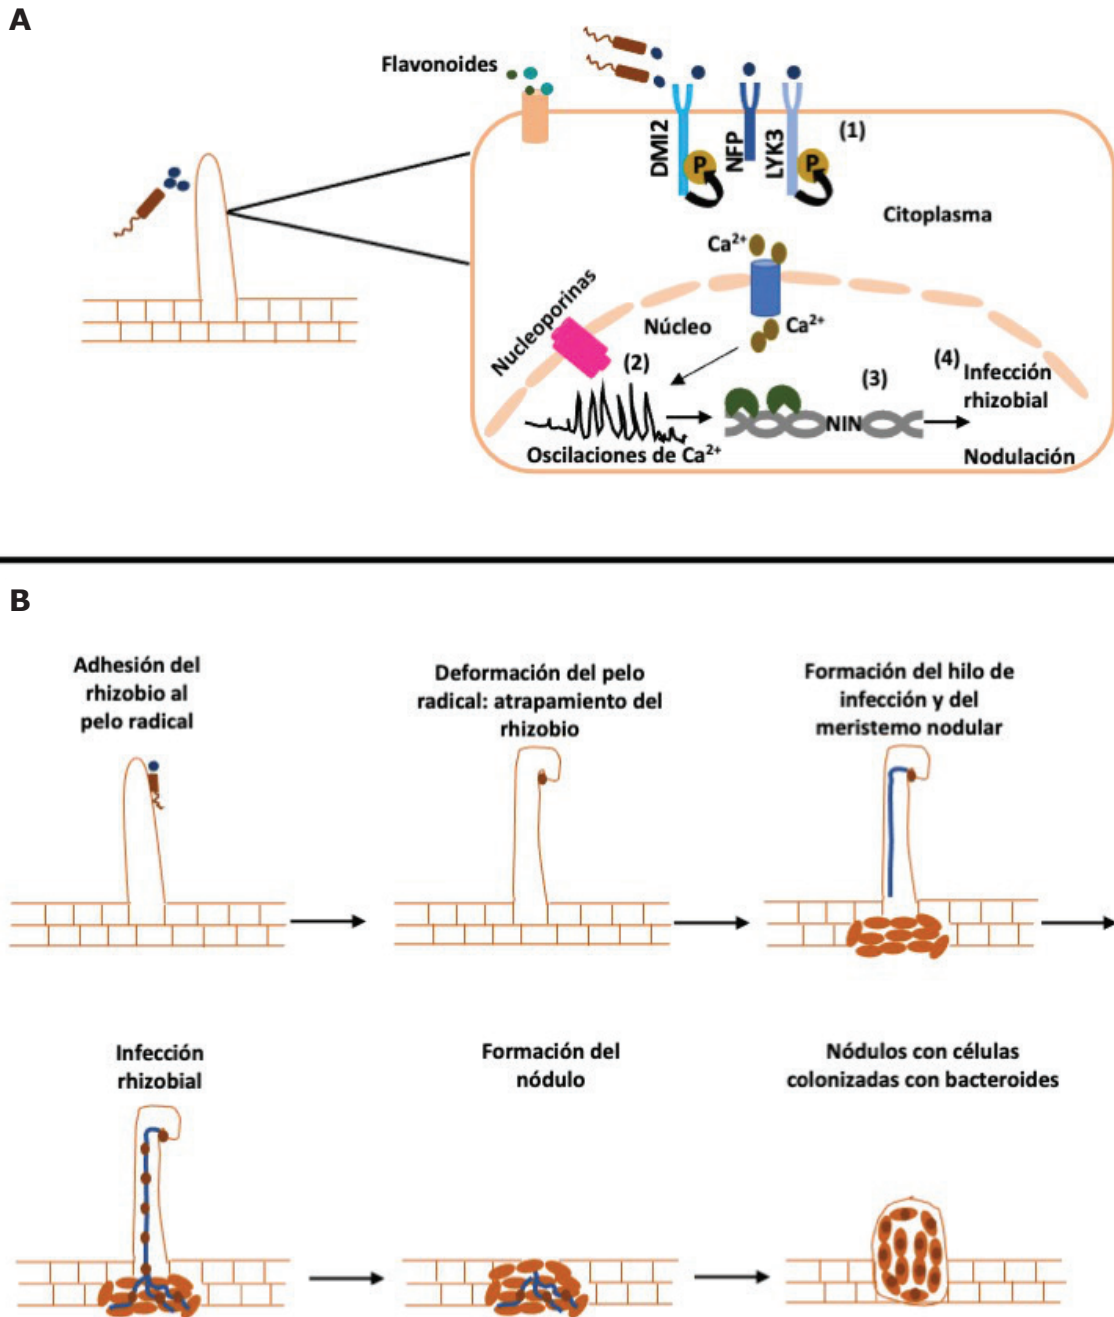 A
Flavonoides
DMI2
NFP
LYK3
(1)
P
P
Citoplasma
Ca²⁺
Nucleoporinas
Núcleo
Ca²⁺
(2)
(3)
(4)
Infección
rhizobial
NIN
Oscilaciones de Ca²⁺
Nodulación
B
Adhesión del
rhizobio al
pelo radical
Deformación del pelo
radical: atrapamiento del
rhizobio
Formación del hilo de
infección y del
meristemo nodular
Infección
rhizobial
Formación del
nódulo
Nódulos con células
colonizadas con bacteroides